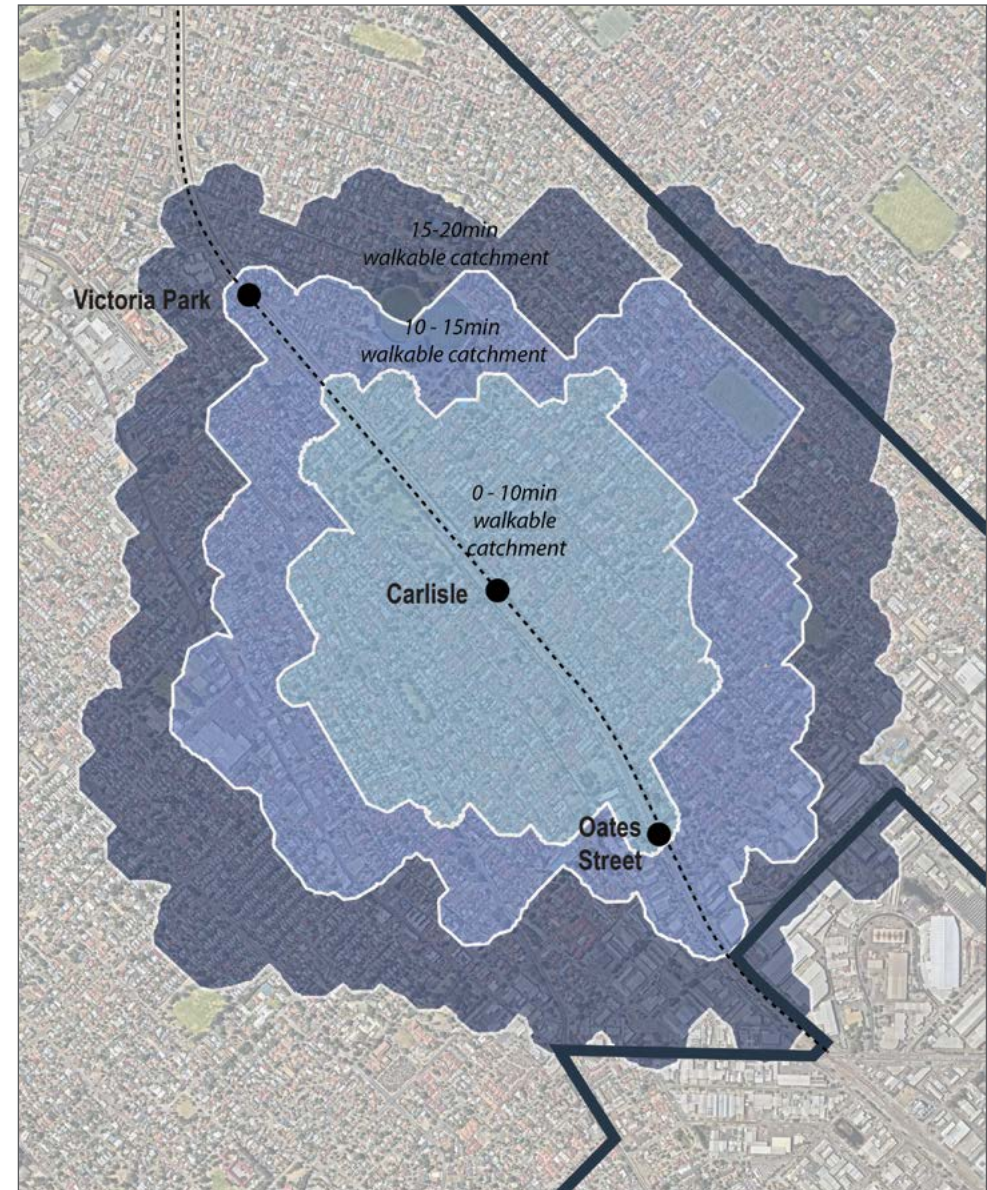 15-20min
walkable catchment
Victoria Park
10 - 15min
walkable catchment
0 - 10min
walkable
catchment
Carlisle
Oates
Street